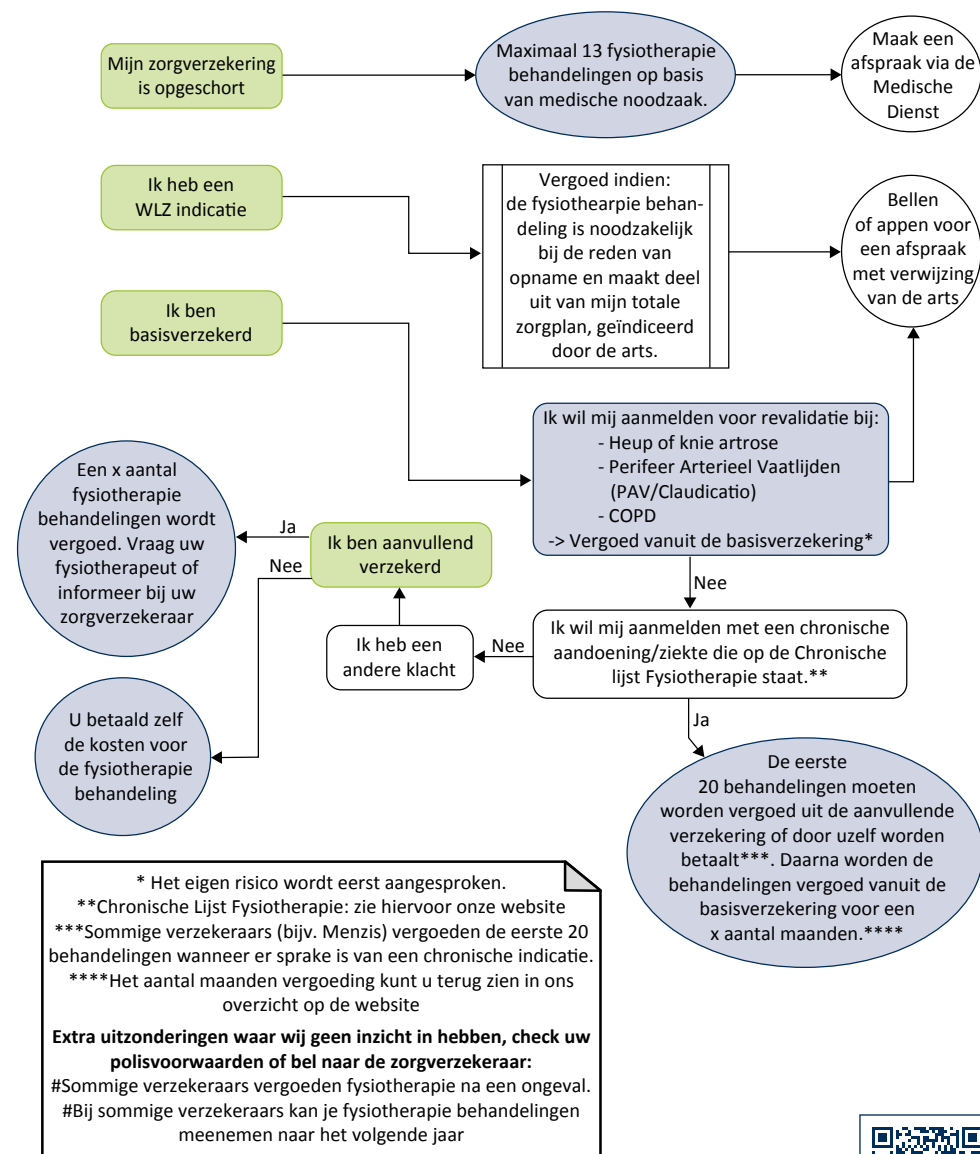 Mijn zorgverzekering
is opgeschort
Maximaal 13 fysiotherapie
behandelingen op basis
van medische noodzaak.
Maak een
afspraak via de
Medische
Dienst
Ik heb een
WLZ indicatie
Vergoed indien:
de fysiothearpie behan-
deling is noodzakelijk
bij de reden van
opname en maakt deel
uit van mijn totale
zorgplan, geïndiceerd
door de arts.
Bellen
of appen voor
een afspraak
met verwijzing
van de arts
Ik ben
basisverzekerd
Ik wil mij aanmelden voor revalidatie bij:
- Heup of knie artrose
- Perifeer Arterieel Vaatlijden
(PAV/Claudicatio)
- COPD
-> Vergoed vanuit de basisverzekering*
Nee
Ik wil mij aanmelden met een chronische
aandoening/ziekte die op de Chronische
lijst Fysiotherapie staat.**
Nee
Ik heb een
andere klacht
Ik ben aanvullend
verzekerd
Ja
Een x aantal
fysiotherapie
behandelingen wordt
vergoed. Vraag uw
fysiotherapeut of
informeer bij uw
zorgverzekeraar
Nee
U betaald zelf
de kosten voor
de fysiotherapie
behandeling
Ja
De eerste
20 behandelingen moeten
worden vergoed uit de aanvullende
verzekering of door uzelf worden
betaalt***. Daarna worden de
behandelingen vergoed vanuit de
basisverzekering voor een
x aantal maanden.****
* Het eigen risico wordt eerst aangesproken.
**Chronische Lijst Fysiotherapie: zie hiervoor onze website
***Sommige verzekeraars (bijv. Menzis) vergoeden de eerste 20
behandelingen wanneer er sprake is van een chronische indicatie.
****Het aantal maanden vergoeding kunt u terug zien in ons
overzicht op de website
Extra uitzonderingen waar wij geen inzicht in hebben, check uw
polisvoorwaarden of bel naar de zorgverzekeraar:
#Sommige verzekeraars vergoeden fysiotherapie na een ongeval.
#Bij sommige verzekeraars kan je fysiotherapie behandelingen
meenemen naar het volgende jaar